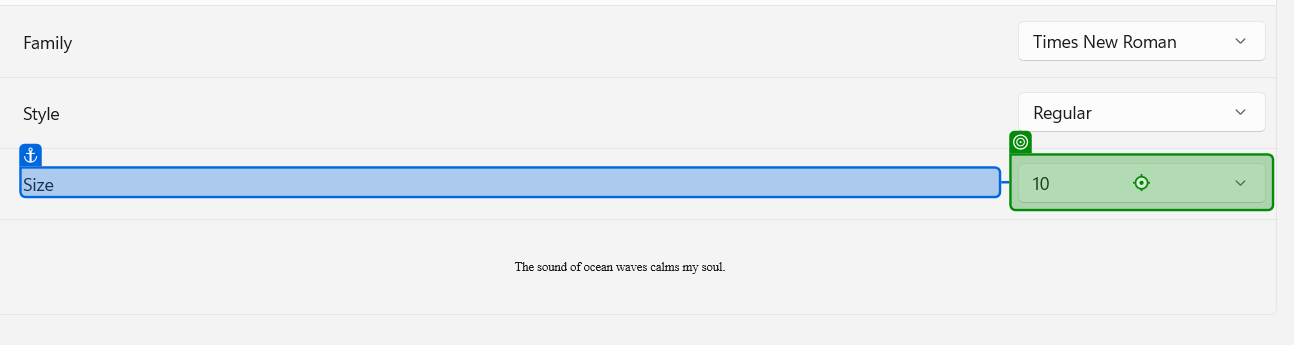 Family
Times New Roman
Style
Regular
Size
10
The sound of ocean waves calms my soul.